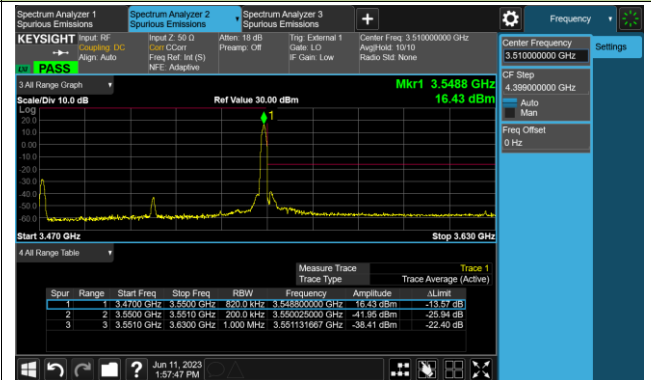 Spectrum Analyzer 1
Spurious Emissions
Spectrum Analyzer 2
Spurious Emissions
Spectrum Analyzer 3
Spurious Emissions
Frequency
KEYSIGHT
Input: RF
Coupling: DC
Align: Auto
Input Z: 50 Ω
Corr CCorr
Freq Ref: Int (S)
NFE: Adaptive
Atten: 18 dB
Preamp: Off
Trig: External 1
Gate: LO
IF Gain: Low
Center Freq: 3.510000000 GHz
Avg|Hold: 10/10
Radio Std: None
PASS
Center Frequency
3.510000000 GHz
Settings
CF Step
4.399000000 GHz
Auto
Man
Freq Offset
0 Hz
3 All Range Graph
Mkr1 3.5488 GHz
Scale/Div 10.0 dB
Ref Value 30.00 dBm
16.43 dBm
Log
20.0
10.0
0.00
-10.0
-20.0
-30.0
-40.0
-50.0
-60.0
1
Start 3.470 GHz
Stop 3.630 GHz
4 All Range Table
Measure Trace
Trace 1
Trace Type
Trace Average (Active)
Spur Range Start Freq Stop Freq RBW Frequency Amplitude ΔLimit
1 1 3.4700 GHz 3.5500 GHz 820.0 kHz 3.548800000 GHz 16.43 dBm -13.57 dB
2 2 3.5500 GHz 3.5510 GHz 200.0 kHz 3.550025000 GHz -41.95 dBm -25.94 dB
3 3 3.5510 GHz 3.6300 GHz 1.000 MHz 3.551131667 GHz -38.41 dBm -22.40 dB
Jun 11, 2023
1:57:47 PM